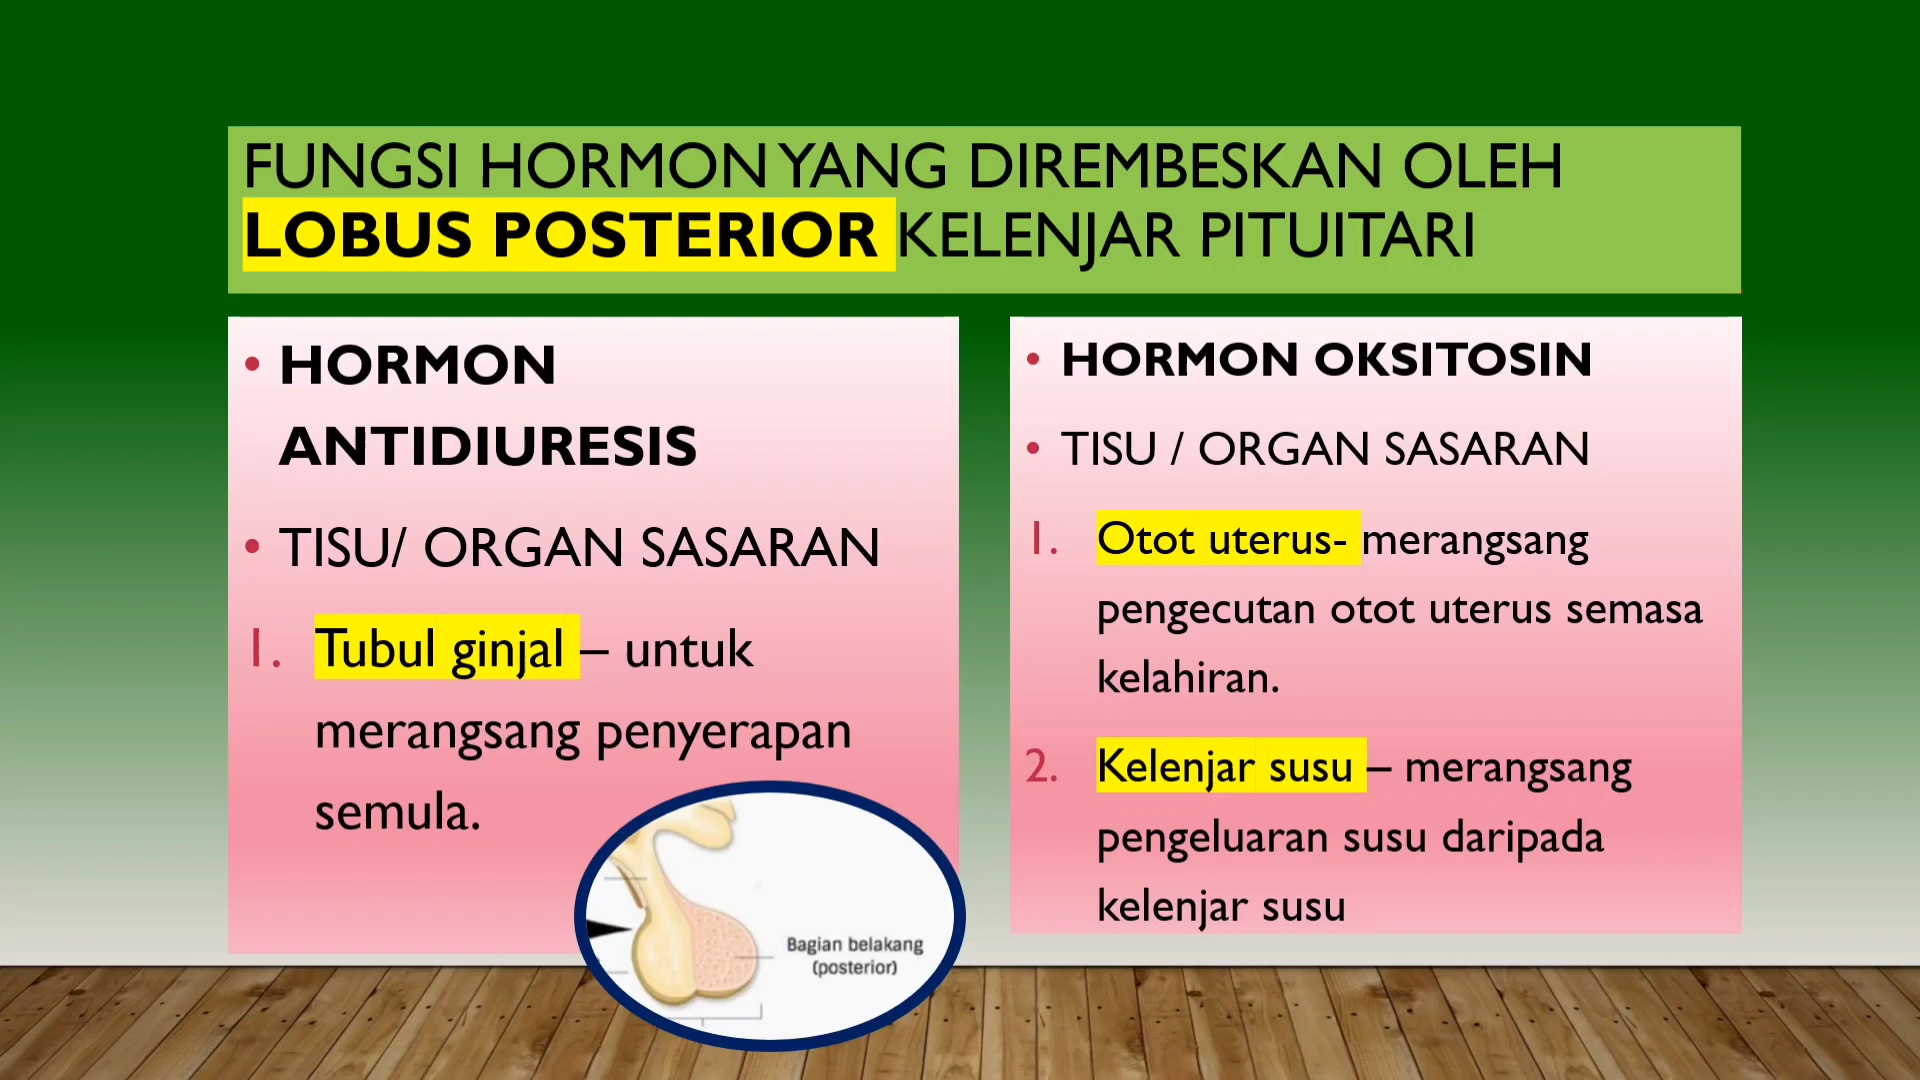 FUNGSI HORMON YANG DIREMBESKAN OLEH
LOBUS POSTERIOR KELENJAR PITUITARI
• HORMON
ANTIDIURESIS
• TISU/ ORGAN SASARAN
1. Tubul ginjal – untuk
merangsang penyerapan
semula.
Bagian belakang
(posterior)
• HORMON OKSITOSIN
• TISU / ORGAN SASARAN
1. Otot uterus- merangsang
pengecutan otot uterus semasa
kelahiran.
2. Kelenjar susu – merangsang
pengeluaran susu daripada
kelenjar susu